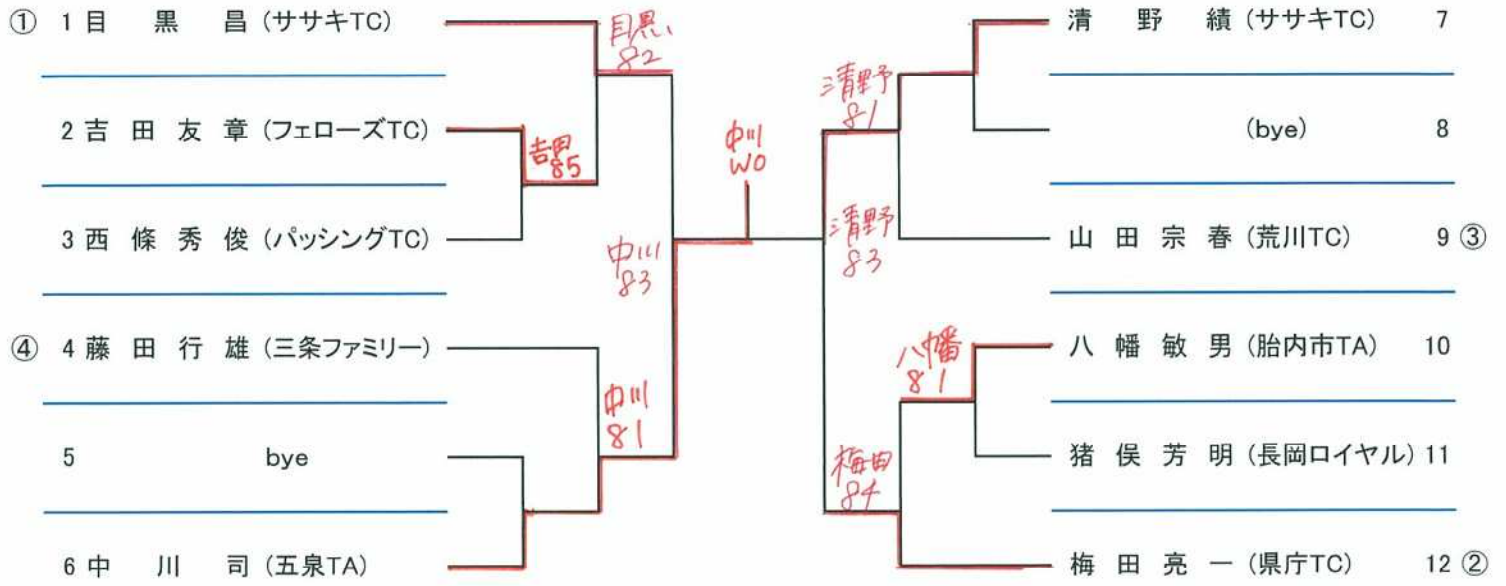 ① 1 目 黒 昌 (ササキTC)
目黒
82
2 吉 田 友 章 (フェローズTC)
吉田
85
3 西 條 秀 俊 (パッシングTC)
中川
83
④ 4 藤 田 行 雄 (三条ファミリー)
中川
81
5 bye
6 中 川 司 (五泉TA)
中川
WO
清 野 績 (ササキTC) 7
清野
81
(bye) 8
清野
83
山 田 宗 春 (荒川TC) 9 ③
八 幡 敏 男 (胎内市TA) 10
八幡
81
猪 俣 芳 明 (長岡ロイヤル) 11
梅田
84
梅 田 亮 一 (県庁TC) 12 ②